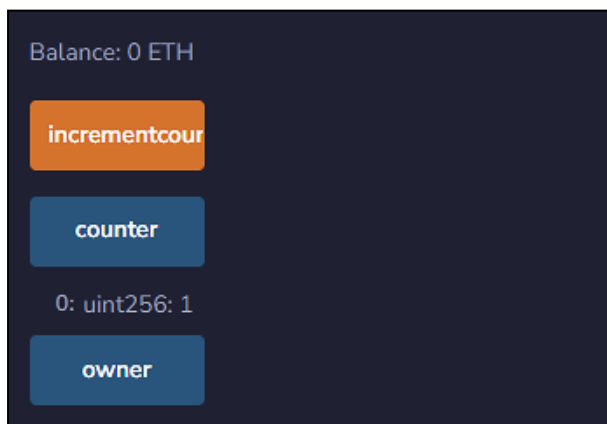 Balance: 0 ETH
incrementcour
counter
0: uint256: 1
owner